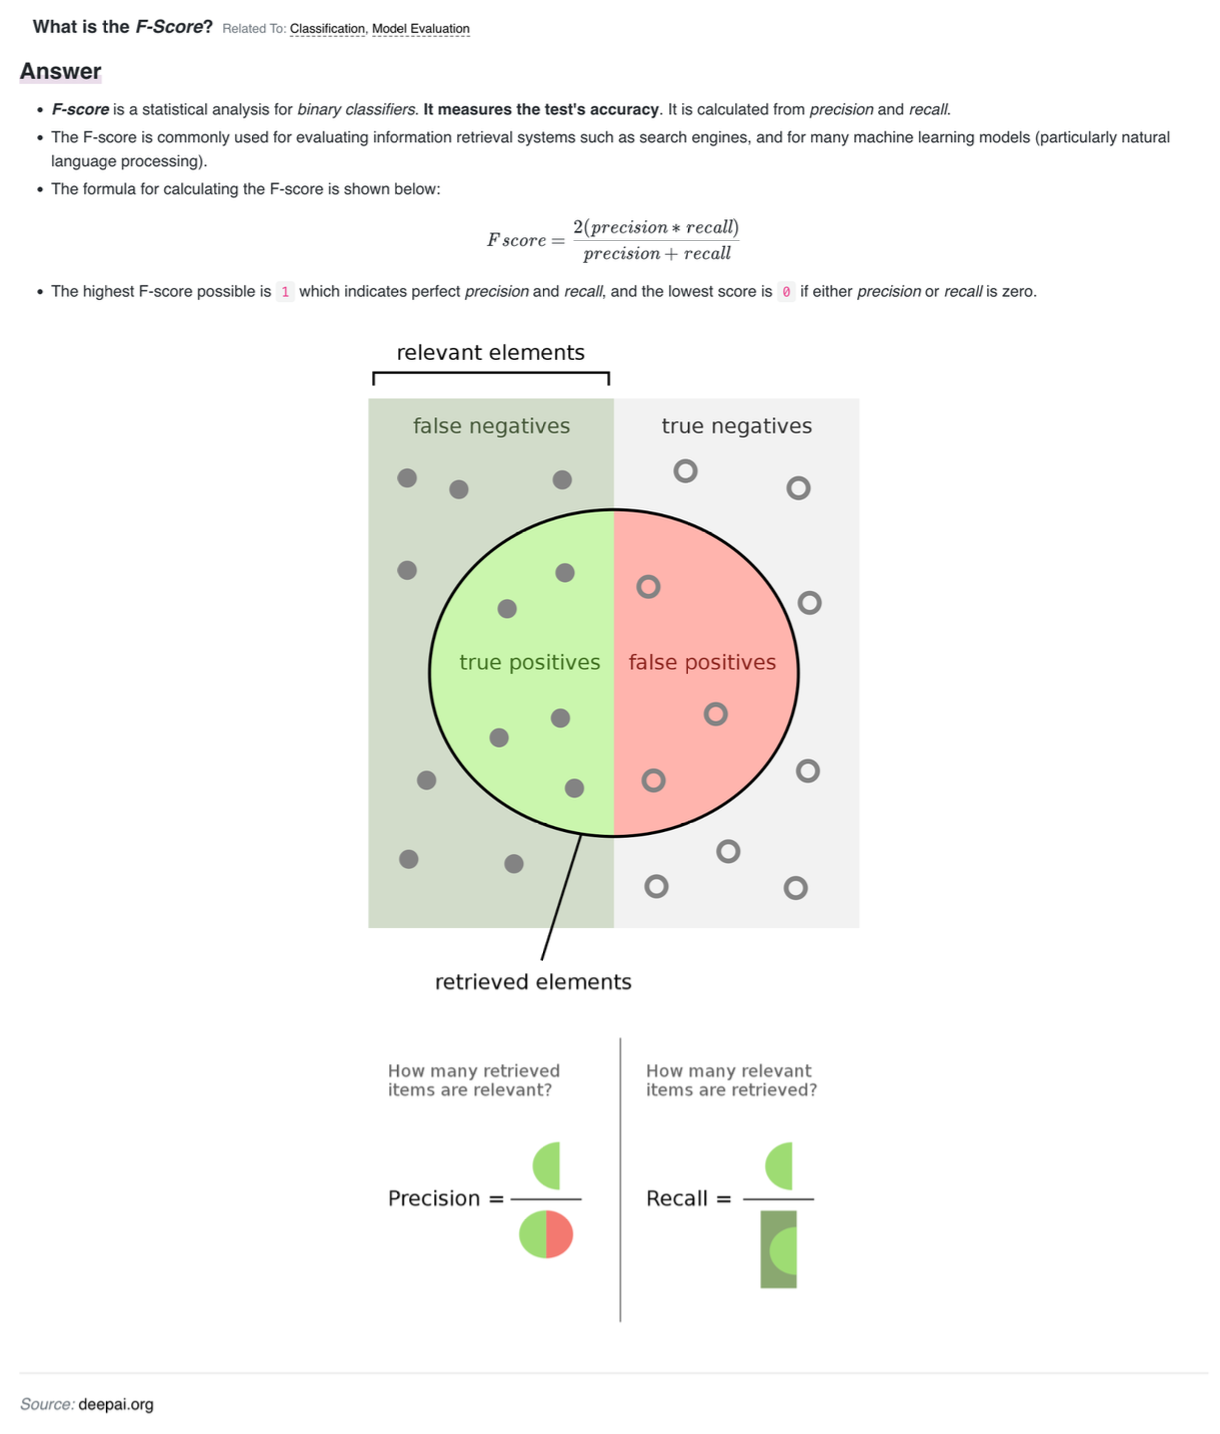 What is the F-Score? Related To: Classification, Model Evaluation
Answer
• F-score is a statistical analysis for binary classifiers. It measures the test's accuracy. It is calculated from precision and recall.
• The F-score is commonly used for evaluating information retrieval systems such as search engines, and for many machine learning models (particularly natural
language processing).
• The formula for calculating the F-score is shown below:
Fscore = 2(precision * recall) / precision + recall
• The highest F-score possible is 1 which indicates perfect precision and recall, and the lowest score is 0 if either precision or recall is zero.
relevant elements
false negatives true negatives
true positives false positives
retrieved elements
How many retrieved
items are relevant?
How many relevant
items are retrieved?
Precision =
Recall =
Source: deepai.org